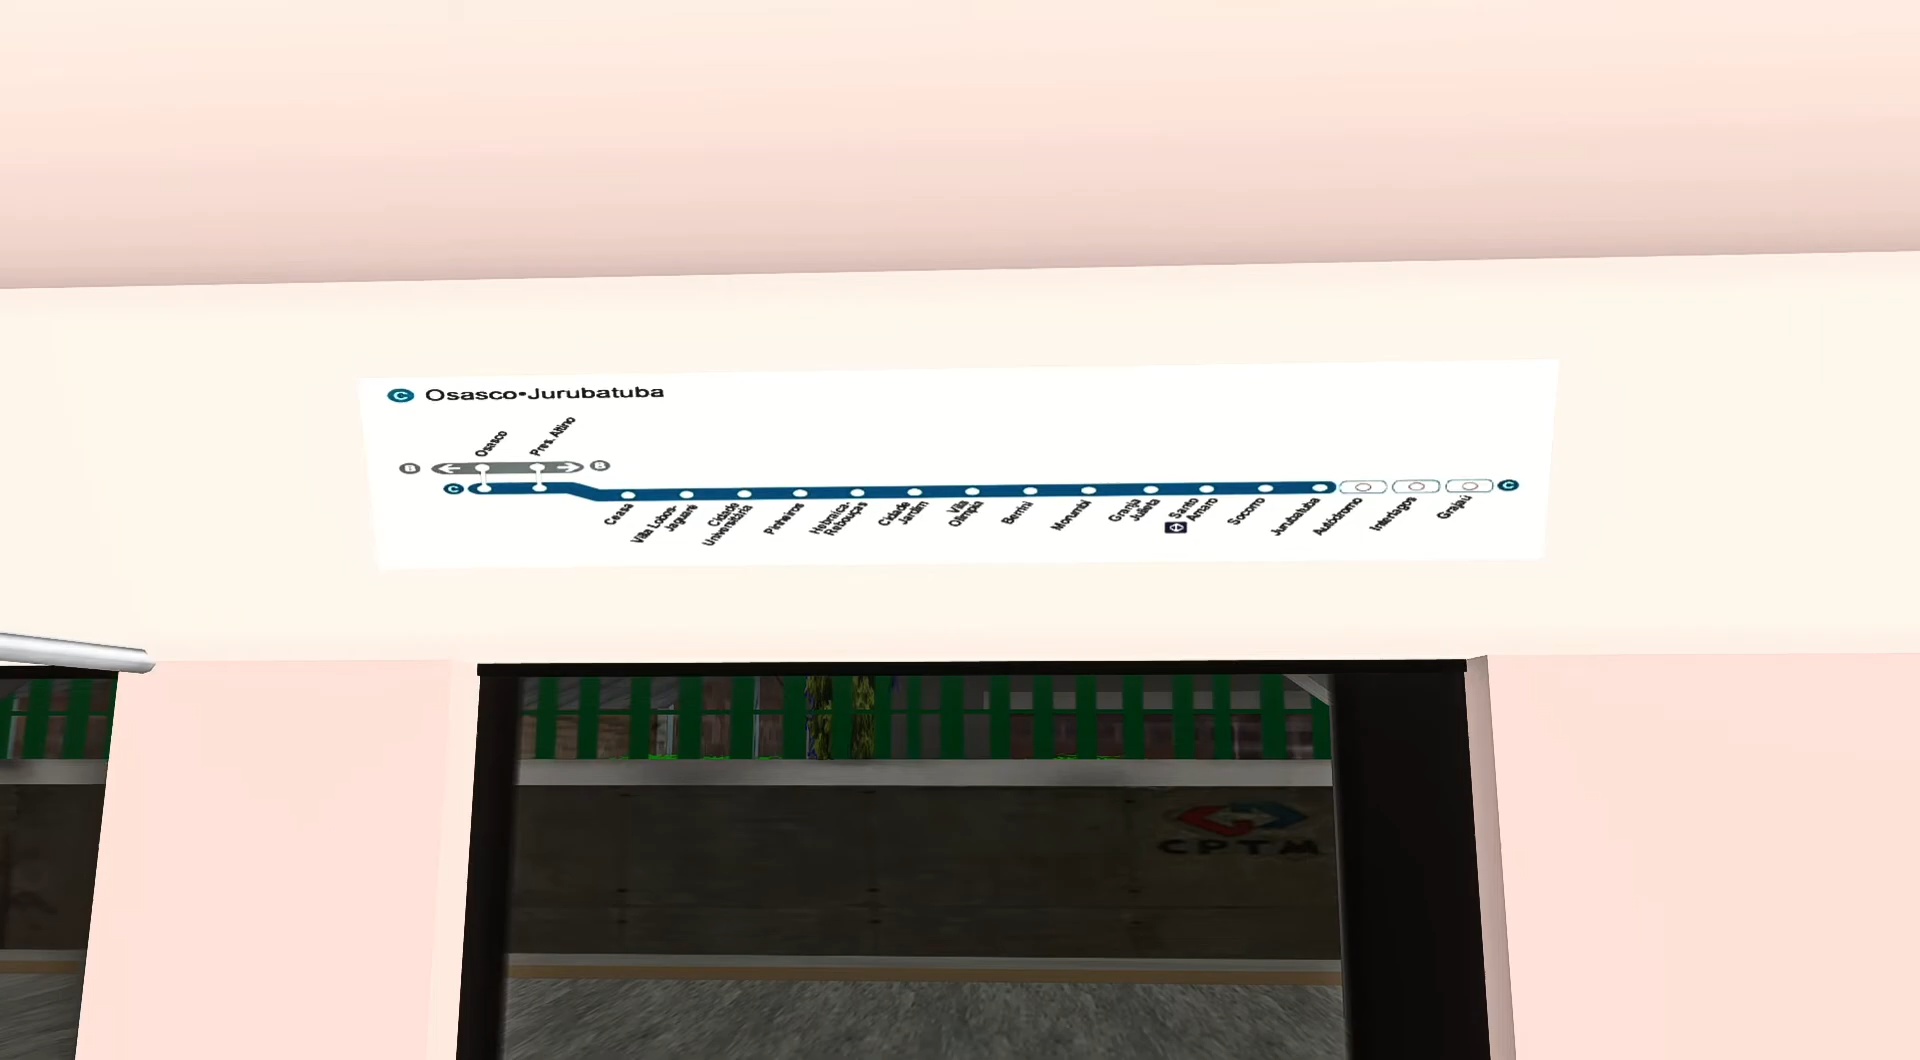 C Osasco•Jurubatuba
Osasco
Pres. Altino
B
B
C
C
Ceasa
Villa Lobos-
Jaguaré
Cidade
Universitária
Pinheiros
Hebraica-
Rebouças
Cidade
Jardim
Vila
Olímpia
Berrini
Morumbi
Granja
Julieta
Santo
Amaro
Socorro
Jurubatuba
Autódromo
Interlagos
Grajaú
CPTM